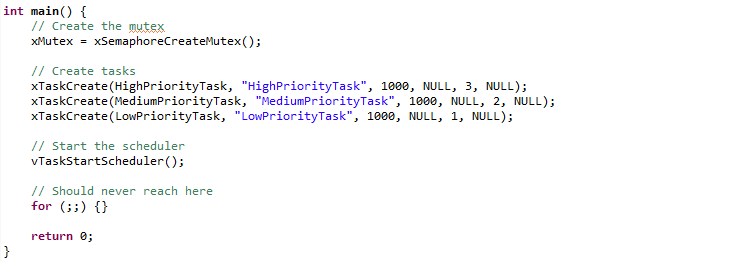 int main() {
    // Create the mutex
    xMutex = xSemaphoreCreateMutex();

    // Create tasks
    xTaskCreate(HighPriorityTask, "HighPriorityTask", 1000, NULL, 3, NULL);
    xTaskCreate(MediumPriorityTask, "MediumPriorityTask", 1000, NULL, 2, NULL);
    xTaskCreate(LowPriorityTask, "LowPriorityTask", 1000, NULL, 1, NULL);

    // Start the scheduler
    vTaskStartScheduler();

    // Should never reach here
    for (;;) {}

    return 0;
}